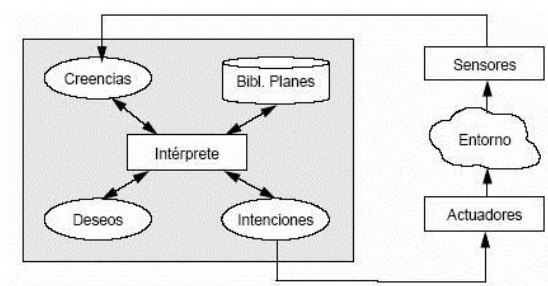 Creencias
Bibl. Planes
Sensores
Intérprete
Entorno
Deseos
Intenciones
Actuadores